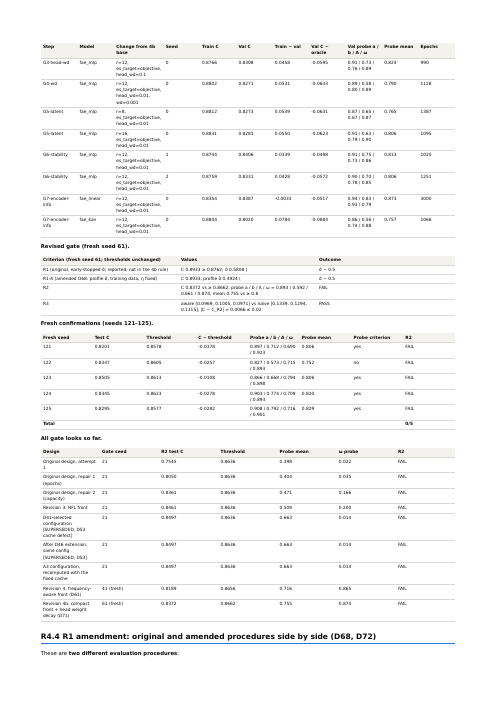 Step Model Change from 4b base Seed Train C Val C Train − val Val C − oracle Val probe a / b / A / ω Probe mean Epochs
G3-head-wd fae_mlp r=12, es_target=objective, head_wd=0.1 0 0.8766 0.8308 0.0458 -0.0595 0.91 / 0.73 / 0.76 / 0.89 0.824 990
G4-wd fae_mlp r=12, es_target=objective, head_wd=0.01, wd=0.001 0 0.8802 0.8271 0.0531 -0.0633 0.89 / 0.58 / 0.80 / 0.89 0.790 1128
G5-latent fae_mlp r=8, es_target=objective, head_wd=0.01 0 0.8812 0.8273 0.0539 -0.0631 0.87 / 0.65 / 0.67 / 0.87 0.765 1387
G5-latent fae_mlp r=16, es_target=objective, head_wd=0.01 0 0.8831 0.8281 0.0550 -0.0623 0.91 / 0.63 / 0.79 / 0.90 0.806 1095
G6-stability fae_mlp r=12, es_target=objective, head_wd=0.01 1 0.8744 0.8406 0.0339 -0.0498 0.91 / 0.75 / 0.73 / 0.86 0.813 1020
G6-stability fae_mlp r=12, es_target=objective, head_wd=0.01 2 0.8759 0.8331 0.0428 -0.0572 0.90 / 0.70 / 0.78 / 0.85 0.806 1251
G7-encoder-info fae_linear r=12, es_target=objective, head_wd=0.01 0 0.8354 0.8387 -0.0033 -0.0517 0.94 / 0.83 / 0.93 / 0.79 0.873 3000
G7-encoder-info fae_kae r=12, es_target=objective, head_wd=0.01 0 0.8804 0.8020 0.0784 -0.0884 0.86 / 0.56 / 0.74 / 0.88 0.757 1066
Revised gate (fresh seed 61).
Criterion (fresh seed 61; thresholds unchanged) Values Outcome
R1 (original, early-stopped σ̂; reported, not in the 4b rule) C 0.8933 ≥ 0.8762; σ̂ 0.5808 ( σ̂ − 0.5
R1-A (amended D68: profile σ̂, training data, η fixed) C 0.8933; profile σ̂ 0.4924 ( σ̂ − 0.5
R2 C 0.8372 vs ≥ 0.8662; probe a / b / A / ω = 0.893 / 0.592 / 0.661 / 0.874, mean 0.755 vs ≥ 0.8 FAIL
R3 aware [0.0969, 0.1005, 0.0971] vs naive [0.1339, 0.1294, 0.1315]; |C − C_R2| = 0.0066 ≤ 0.02 PASS
Fresh confirmations (seeds 121–125).
Fresh seed Test C Threshold C − threshold Probe a / b / A / ω Probe mean Probe criterion R2
121 0.8201 0.8578 -0.0378 0.897 / 0.712 / 0.690 / 0.923 0.806 yes FAIL
122 0.8347 0.8605 -0.0257 0.827 / 0.573 / 0.715 / 0.893 0.752 no FAIL
123 0.8505 0.8613 -0.0108 0.866 / 0.668 / 0.794 / 0.898 0.806 yes FAIL
124 0.8345 0.8623 -0.0278 0.903 / 0.774 / 0.709 / 0.893 0.820 yes FAIL
125 0.8295 0.8577 -0.0282 0.908 / 0.792 / 0.716 / 0.901 0.829 yes FAIL
Total 0/5
All gate looks so far.
Design Gate seed R2 test C Threshold Probe mean ω probe R2
Original design, attempt 1 21 0.7545 0.8636 0.398 0.022 FAIL
Original design, repair 1 (epochs) 21 0.8050 0.8636 0.404 0.035 FAIL
Original design, repair 2 (capacity) 21 0.8361 0.8636 0.471 0.166 FAIL
Revision 3: NFL front 21 0.8461 0.8636 0.509 0.200 FAIL
D41-selected configuration [SUPERSEDED, D53 cache defect] 21 0.8497 0.8636 0.663 0.014 FAIL
After D46 extension, same config [SUPERSEDED, D53] 21 0.8497 0.8636 0.663 0.014 FAIL
A3 configuration, recomputed with the fixed cache 21 0.8497 0.8636 0.663 0.014 FAIL
Revision 4: frequency-aware front (D61) 41 (fresh) 0.8189 0.8656 0.716 0.865 FAIL
Revision 4b: compact front + head weight decay (D71) 61 (fresh) 0.8372 0.8662 0.755 0.874 FAIL
R4.4 R1 amendment: original and amended procedures side by side (D68, D72)
These are two different evaluation procedures: